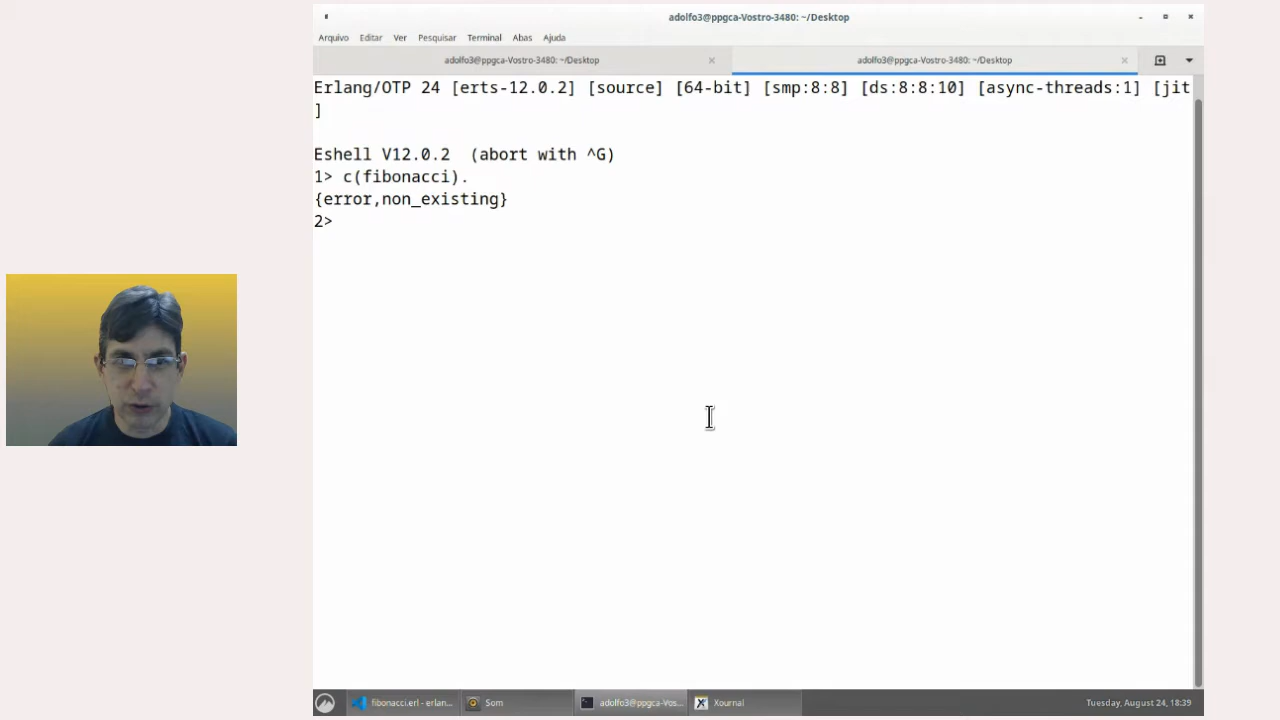 adolfo3@ppgca-Vostro-3480: ~/Desktop
Arquivo Editar Ver Pesquisar Terminal Abas Ajuda
adolfo3@ppgca-Vostro-3480: ~/Desktop adolfo3@ppgca-Vostro-3480: ~/Desktop
Erlang/OTP 24 [erts-12.0.2] [source] [64-bit] [smp:8:8] [ds:8:8:10] [async-threads:1] [jit
]
Eshell V12.0.2 (abort with ^G)
1> c(fibonacci).
{error,non_existing}
2>
fibonacci.erl - erlan... Som adolfo3@ppgca-Vos... Xournal Tuesday, August 24, 18:39